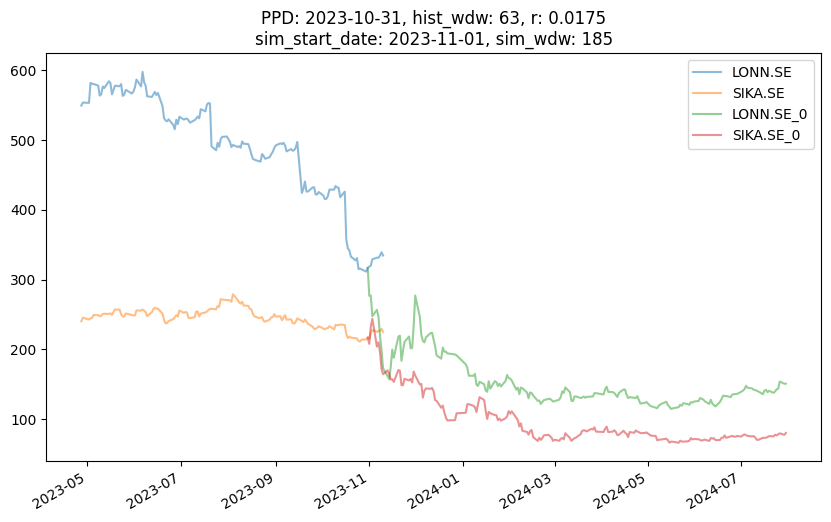 PPD: 2023-10-31, hist_wdw: 63, r: 0.0175
sim_start_date: 2023-11-01, sim_wdw: 185
LONN.SE
SIKA.SE
LONN.SE_0
SIKA.SE_0
600
500
400
300
200
100
2023-05
2023-07
2023-09
2023-11
2024-01
2024-03
2024-05
2024-07